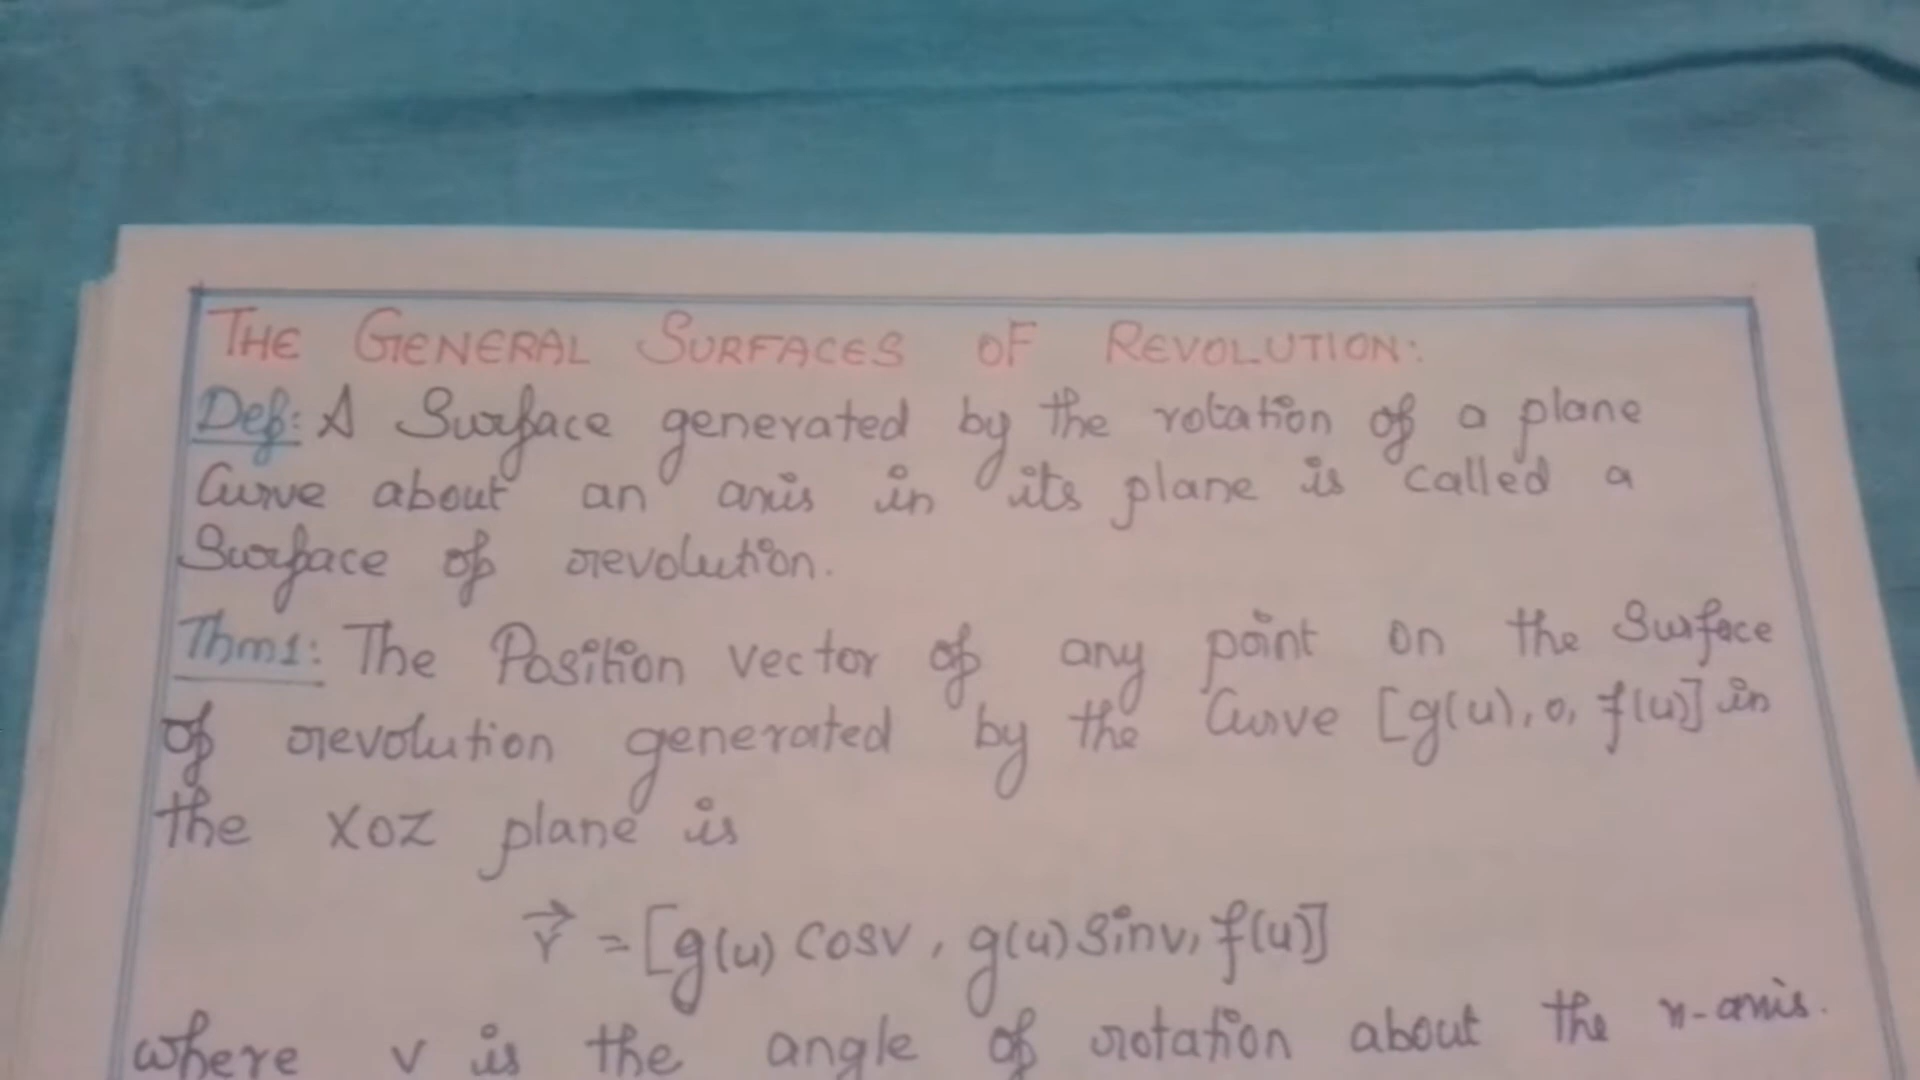 THE GENERAL SURFACES OF REVOLUTION:
Def: A Surface generated by the rotation of a plane
Curve about an axis in its plane is called a
Surface of revolution.
Thm1: The Position vector of any point on the Surface
of revolution generated by the Curve [g(u), 0, f(u)] in
the XOZ plane is
r⃗ = [g(u) cosv, g(u) sinv, f(u)]
where v is the angle of rotation about the x-axis.